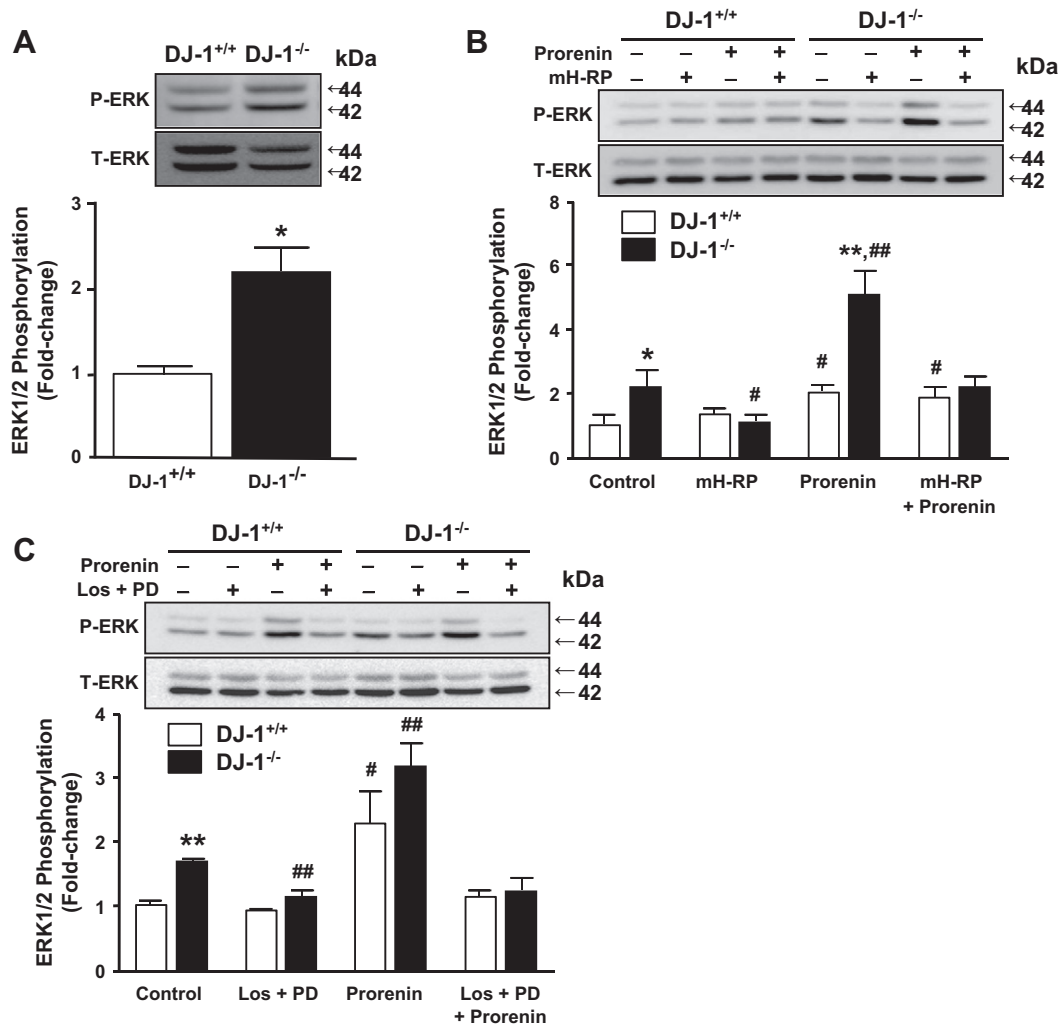 A
DJ-1+/+ DJ-1-/- kDa
P-ERK ←44
←42
T-ERK ←44
←42
ERK1/2 Phosphorylation
(Fold-change)
3
2
1
0
*
DJ-1+/+ DJ-1-/-
B
DJ-1+/+ DJ-1-/-
Prorenin – – + + – – + +
mH-RP – + – + – + – + kDa
P-ERK ←44
←42
T-ERK ←44
←42
ERK1/2 Phosphorylation
(Fold-change)
8
6
4
2
0
DJ-1+/+
DJ-1-/-
* # # **,## #
Control mH-RP Prorenin mH-RP
+ Prorenin
C
DJ-1+/+ DJ-1-/-
Prorenin – – + + – – + + kDa
Los + PD – + – + – + – +
P-ERK ←44
←42
T-ERK ←44
←42
ERK1/2 Phosphorylation
(Fold-change)
4
3
2
1
0
DJ-1+/+
DJ-1-/-
** ## # ##
Control Los + PD Prorenin Los + PD
+ Prorenin